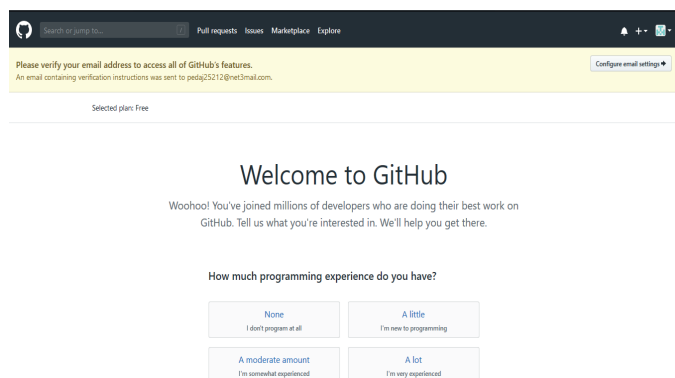 Search or jump to...
/
Pull requests Issues Marketplace Explore
Please verify your email address to access all of GitHub's features.
An email containing verification instructions was sent to pedaj25212@net3mail.com.
Configure email settings
Selected plan: Free
Welcome to GitHub
Woohoo! You've joined millions of developers who are doing their best work on
GitHub. Tell us what you're interested in. We'll help you get there.
How much programming experience do you have?
None
I don't program at all
A little
I'm new to programming
A moderate amount
I'm somewhat experienced
A lot
I'm very experienced